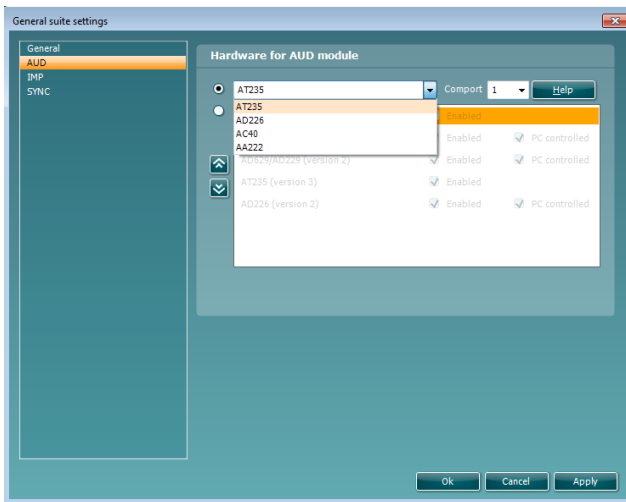 General suite settings
General
AUD
IMP
SYNC
Hardware for AUD module
AT235 Comport 1 Help
AT235
AD226
AC40
AA222
Enabled
Enabled PC controlled
AD629/AD229 (version 2) Enabled PC controlled
AT235 (version 3) Enabled
AD226 (version 2) Enabled PC controlled
Ok Cancel Apply